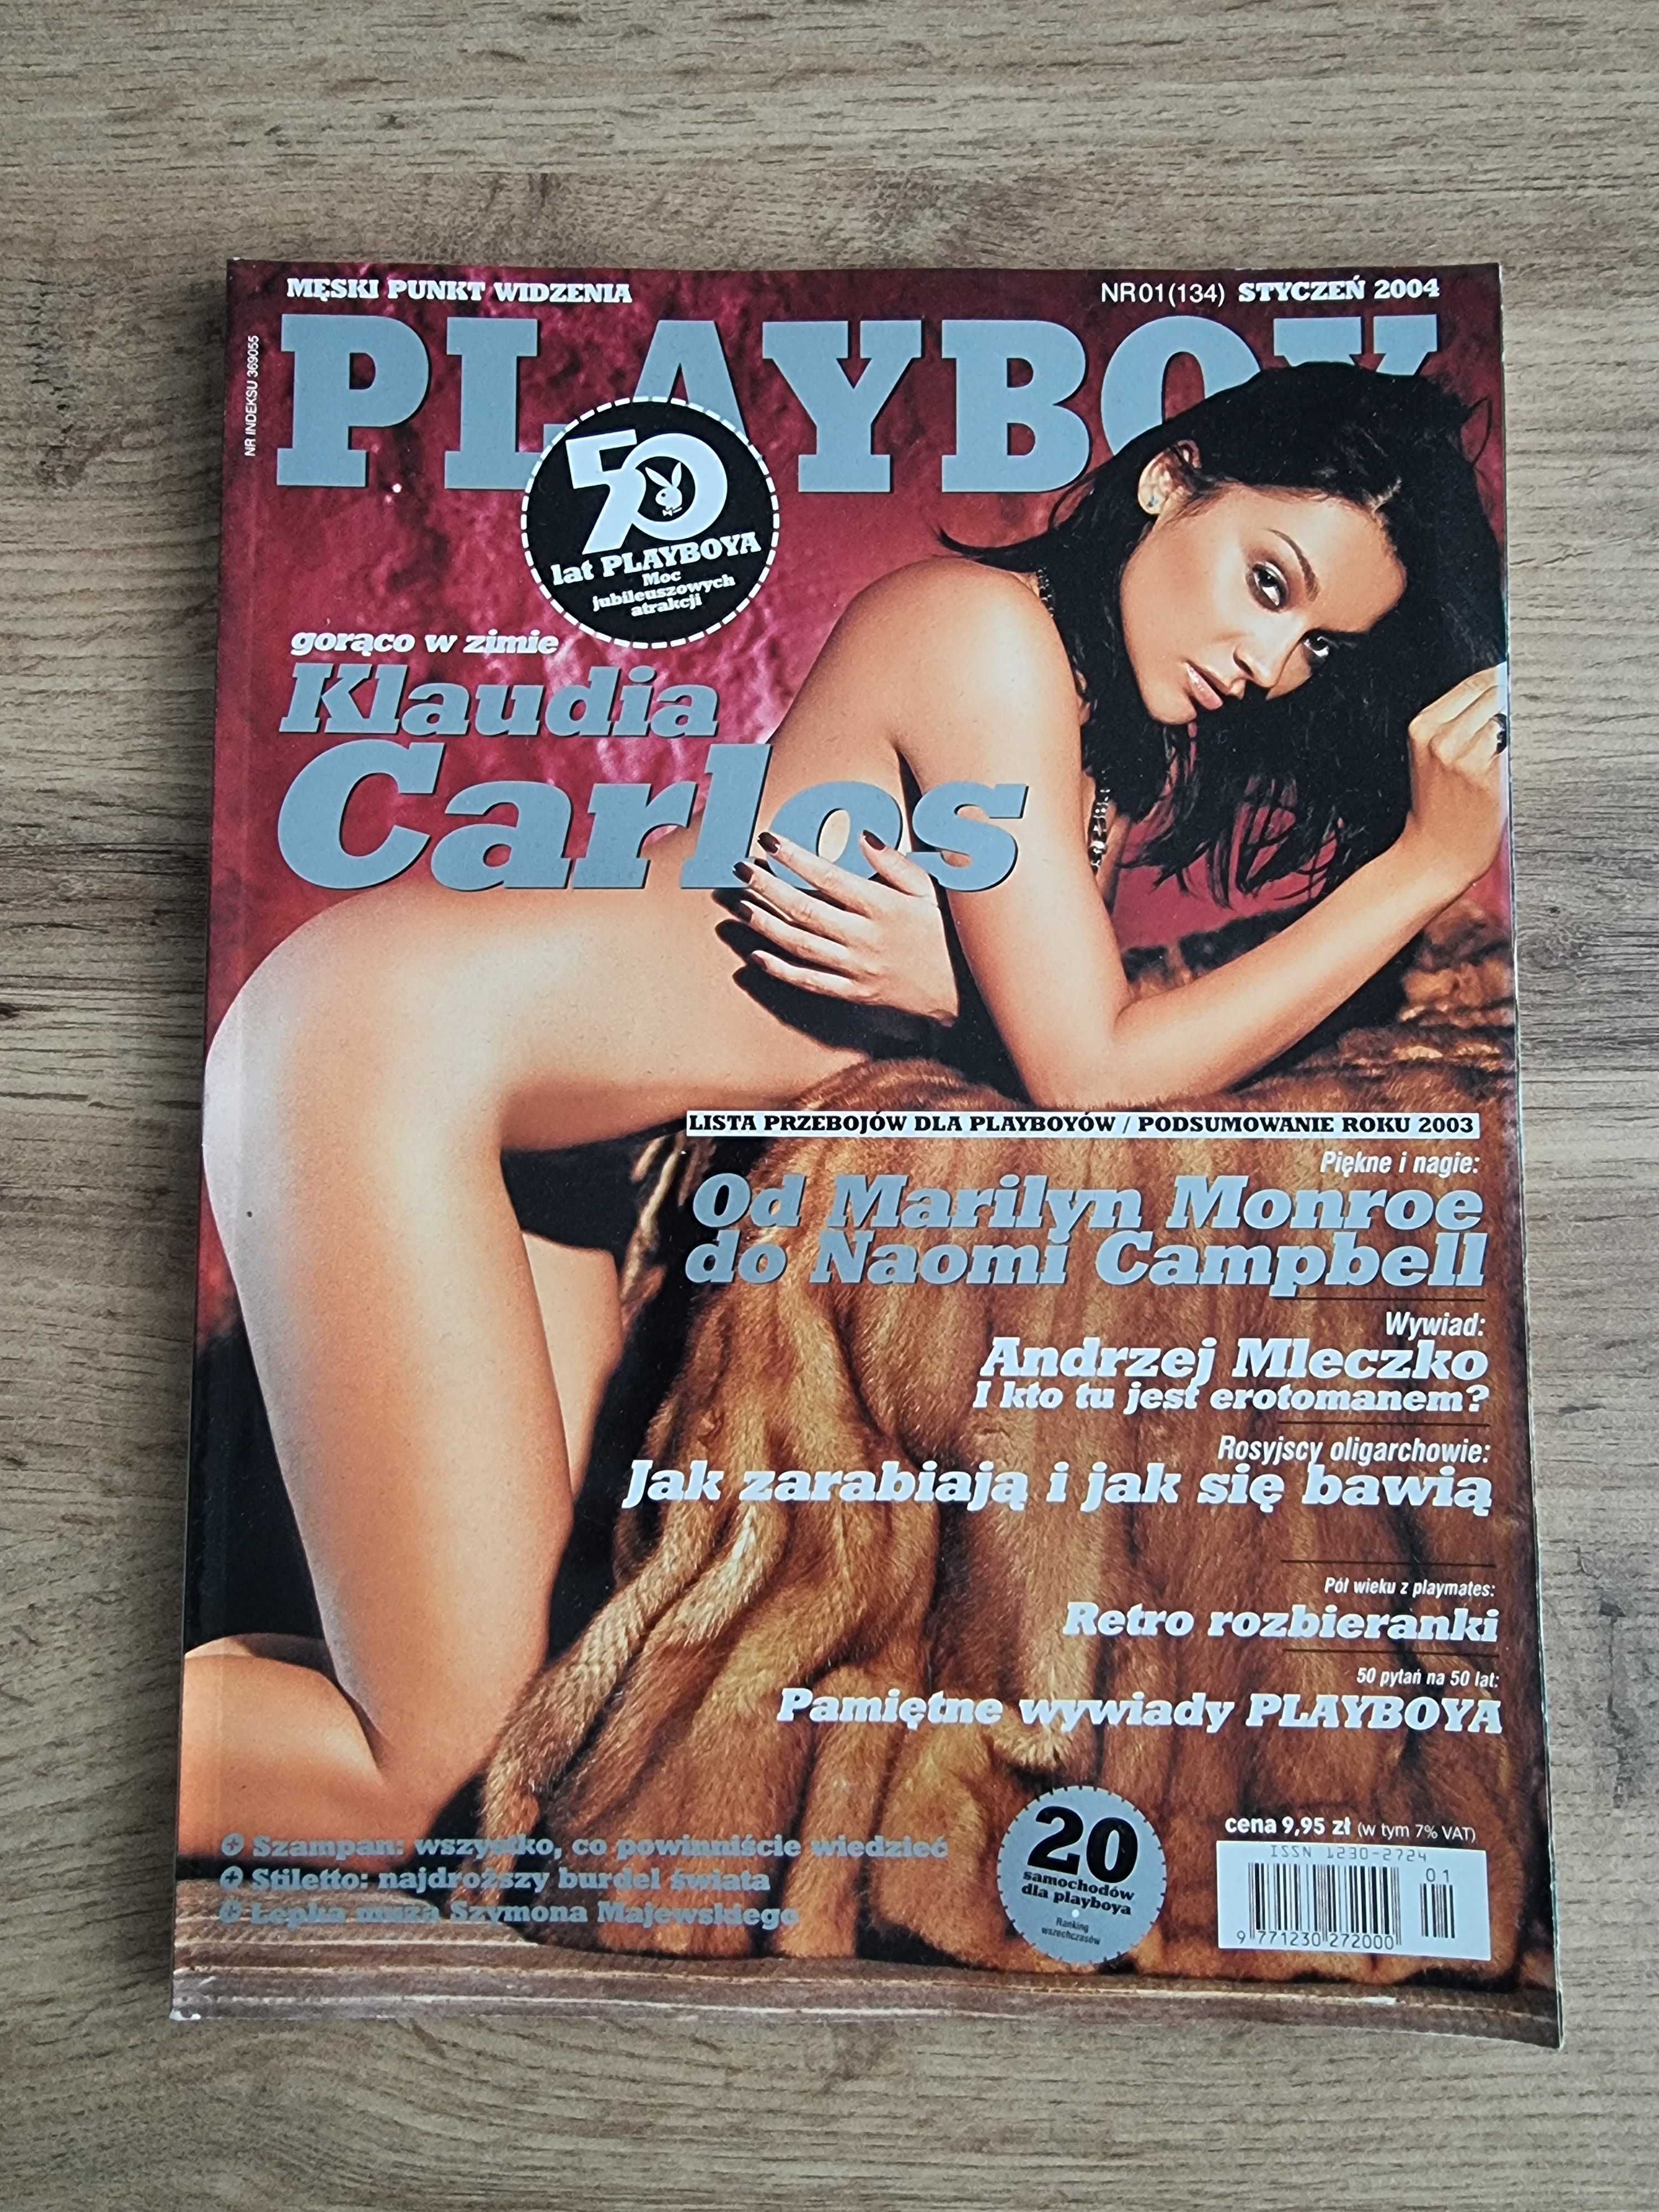 MĘSKI PUNKT WIDZENIA
NR 01 (134) STYCZEŃ 2004
NR INDEKSU 369055
PLAYBOY
50
lat PLAYBOYA
Moc
jubileuszowych
atrakcji
gorąco w zimie
Klaudia
Carlos
LISTA PRZEBOJÓW DLA PLAYBOYÓW / PODSUMOWANIE ROKU 2003
Piękne i nagie:
Od Marilyn Monroe
do Naomi Campbell
Wywiad:
Andrzej Mleczko
I kto tu jest erotomanem?
Rosyjscy oligarchowie:
Jak zarabiają i jak się bawią
Pół wieku z playmates:
Retro rozbieranki
50 pytań na 50 lat:
Pamiętne wywiady PLAYBOYA
Szampan: wszystko, co powinniście wiedzieć
Stiletto: najdroższy burdel świata
Lepka muza Szymona Majewskiego
20
samochodów
dla playboya
Ranking
wszechczasów
cena 9,95 zł (w tym 7% VAT)
ISSN 1230-2724
01
9 771230 272000